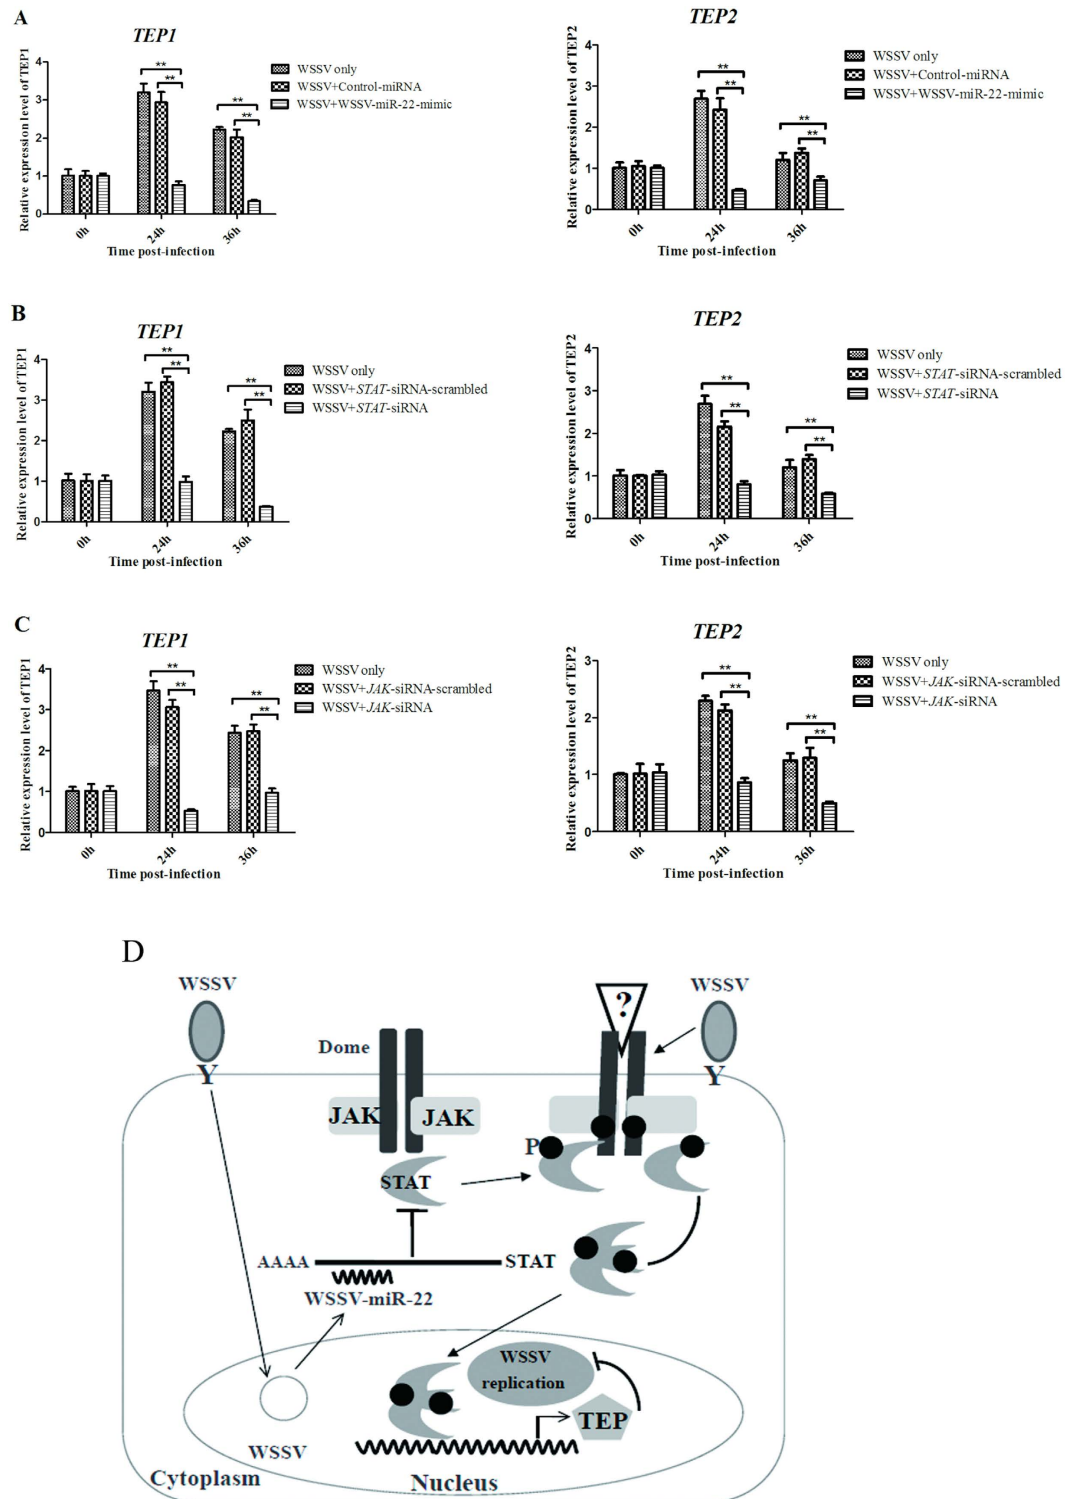 A
TEP1
Relative expression level of TEP1
4
3
2
1
0
0h
24h
36h
Time post-infection
**
**
**
**
WSSV only
WSSV+Control-miRNA
WSSV+WSSV-miR-22-mimic
TEP2
Relative expression level of TEP2
4
3
2
1
0
0h
24h
36h
Time post-infection
**
**
**
**
WSSV only
WSSV+Control-miRNA
WSSV+WSSV-miR-22-mimic
B
TEP1
Relative expression level of TEP1
4
3
2
1
0
0h
24h
36h
Time post-infection
**
**
**
**
WSSV only
WSSV+STAT-siRNA-scrambled
WSSV+STAT-siRNA
TEP2
Relative expression level of TEP2
4
3
2
1
0
0h
24h
36h
Time post-infection
**
**
**
**
WSSV only
WSSV+STAT-siRNA-scrambled
WSSV+STAT-siRNA
C
TEP1
Relative expression level of TEP1
4
3
2
1
0
0h
24h
36h
Time post-infection
**
**
**
**
WSSV only
WSSV+JAK-siRNA-scrambled
WSSV+JAK-siRNA
TEP2
Relative expression level of TEP2
3
2
1
0
0h
24h
36h
Time post-infection
**
**
**
**
WSSV only
WSSV+JAK-siRNA-scrambled
WSSV+JAK-siRNA
D
WSSV
?
WSSV
Dome
Y
Y
JAK
JAK
P
STAT
AAAA
STAT
WSSV-miR-22
WSSV
replication
TEP
WSSV
Cytoplasm
Nucleus